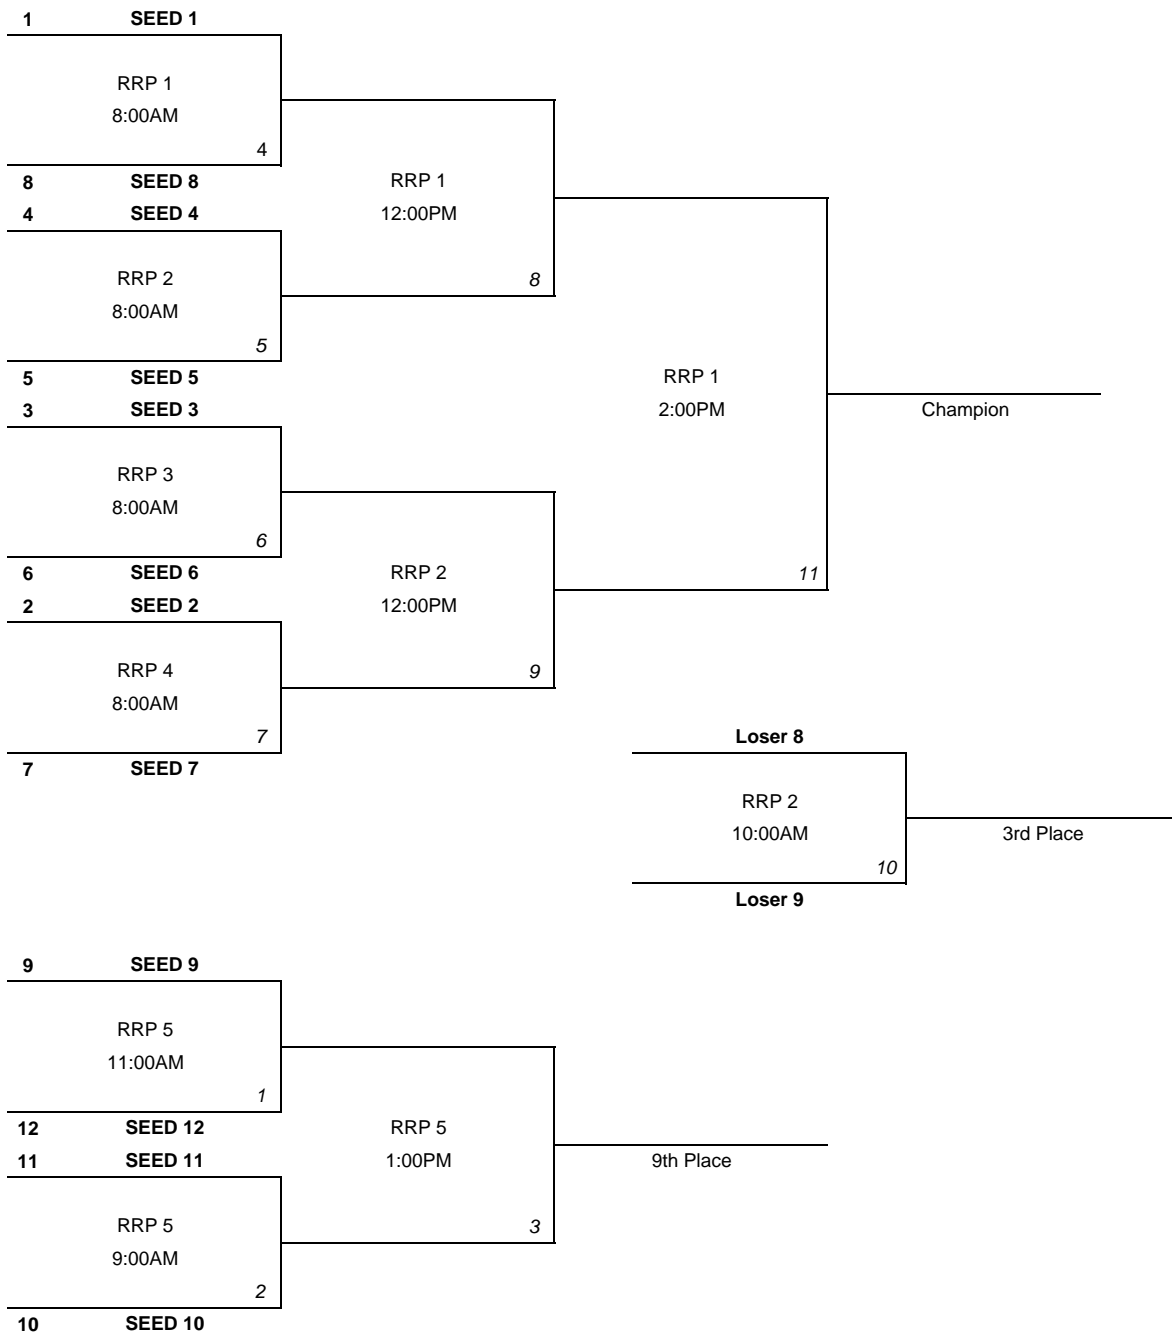 1 SEED 1
RRP 1
8:00AM
4
8 SEED 8
4 SEED 4
RRP 2
8:00AM
5
5 SEED 5
3 SEED 3
RRP 3
8:00AM
6
6 SEED 6
2 SEED 2
RRP 4
8:00AM
7
7 SEED 7
RRP 1
12:00PM
8
RRP 2
12:00PM
9
RRP 1
2:00PM
11
Champion
Loser 8
RRP 2
10:00AM
10
Loser 9
3rd Place
9 SEED 9
RRP 5
11:00AM
1
12 SEED 12
11 SEED 11
RRP 5
9:00AM
2
10 SEED 10
RRP 5
1:00PM
3
9th Place